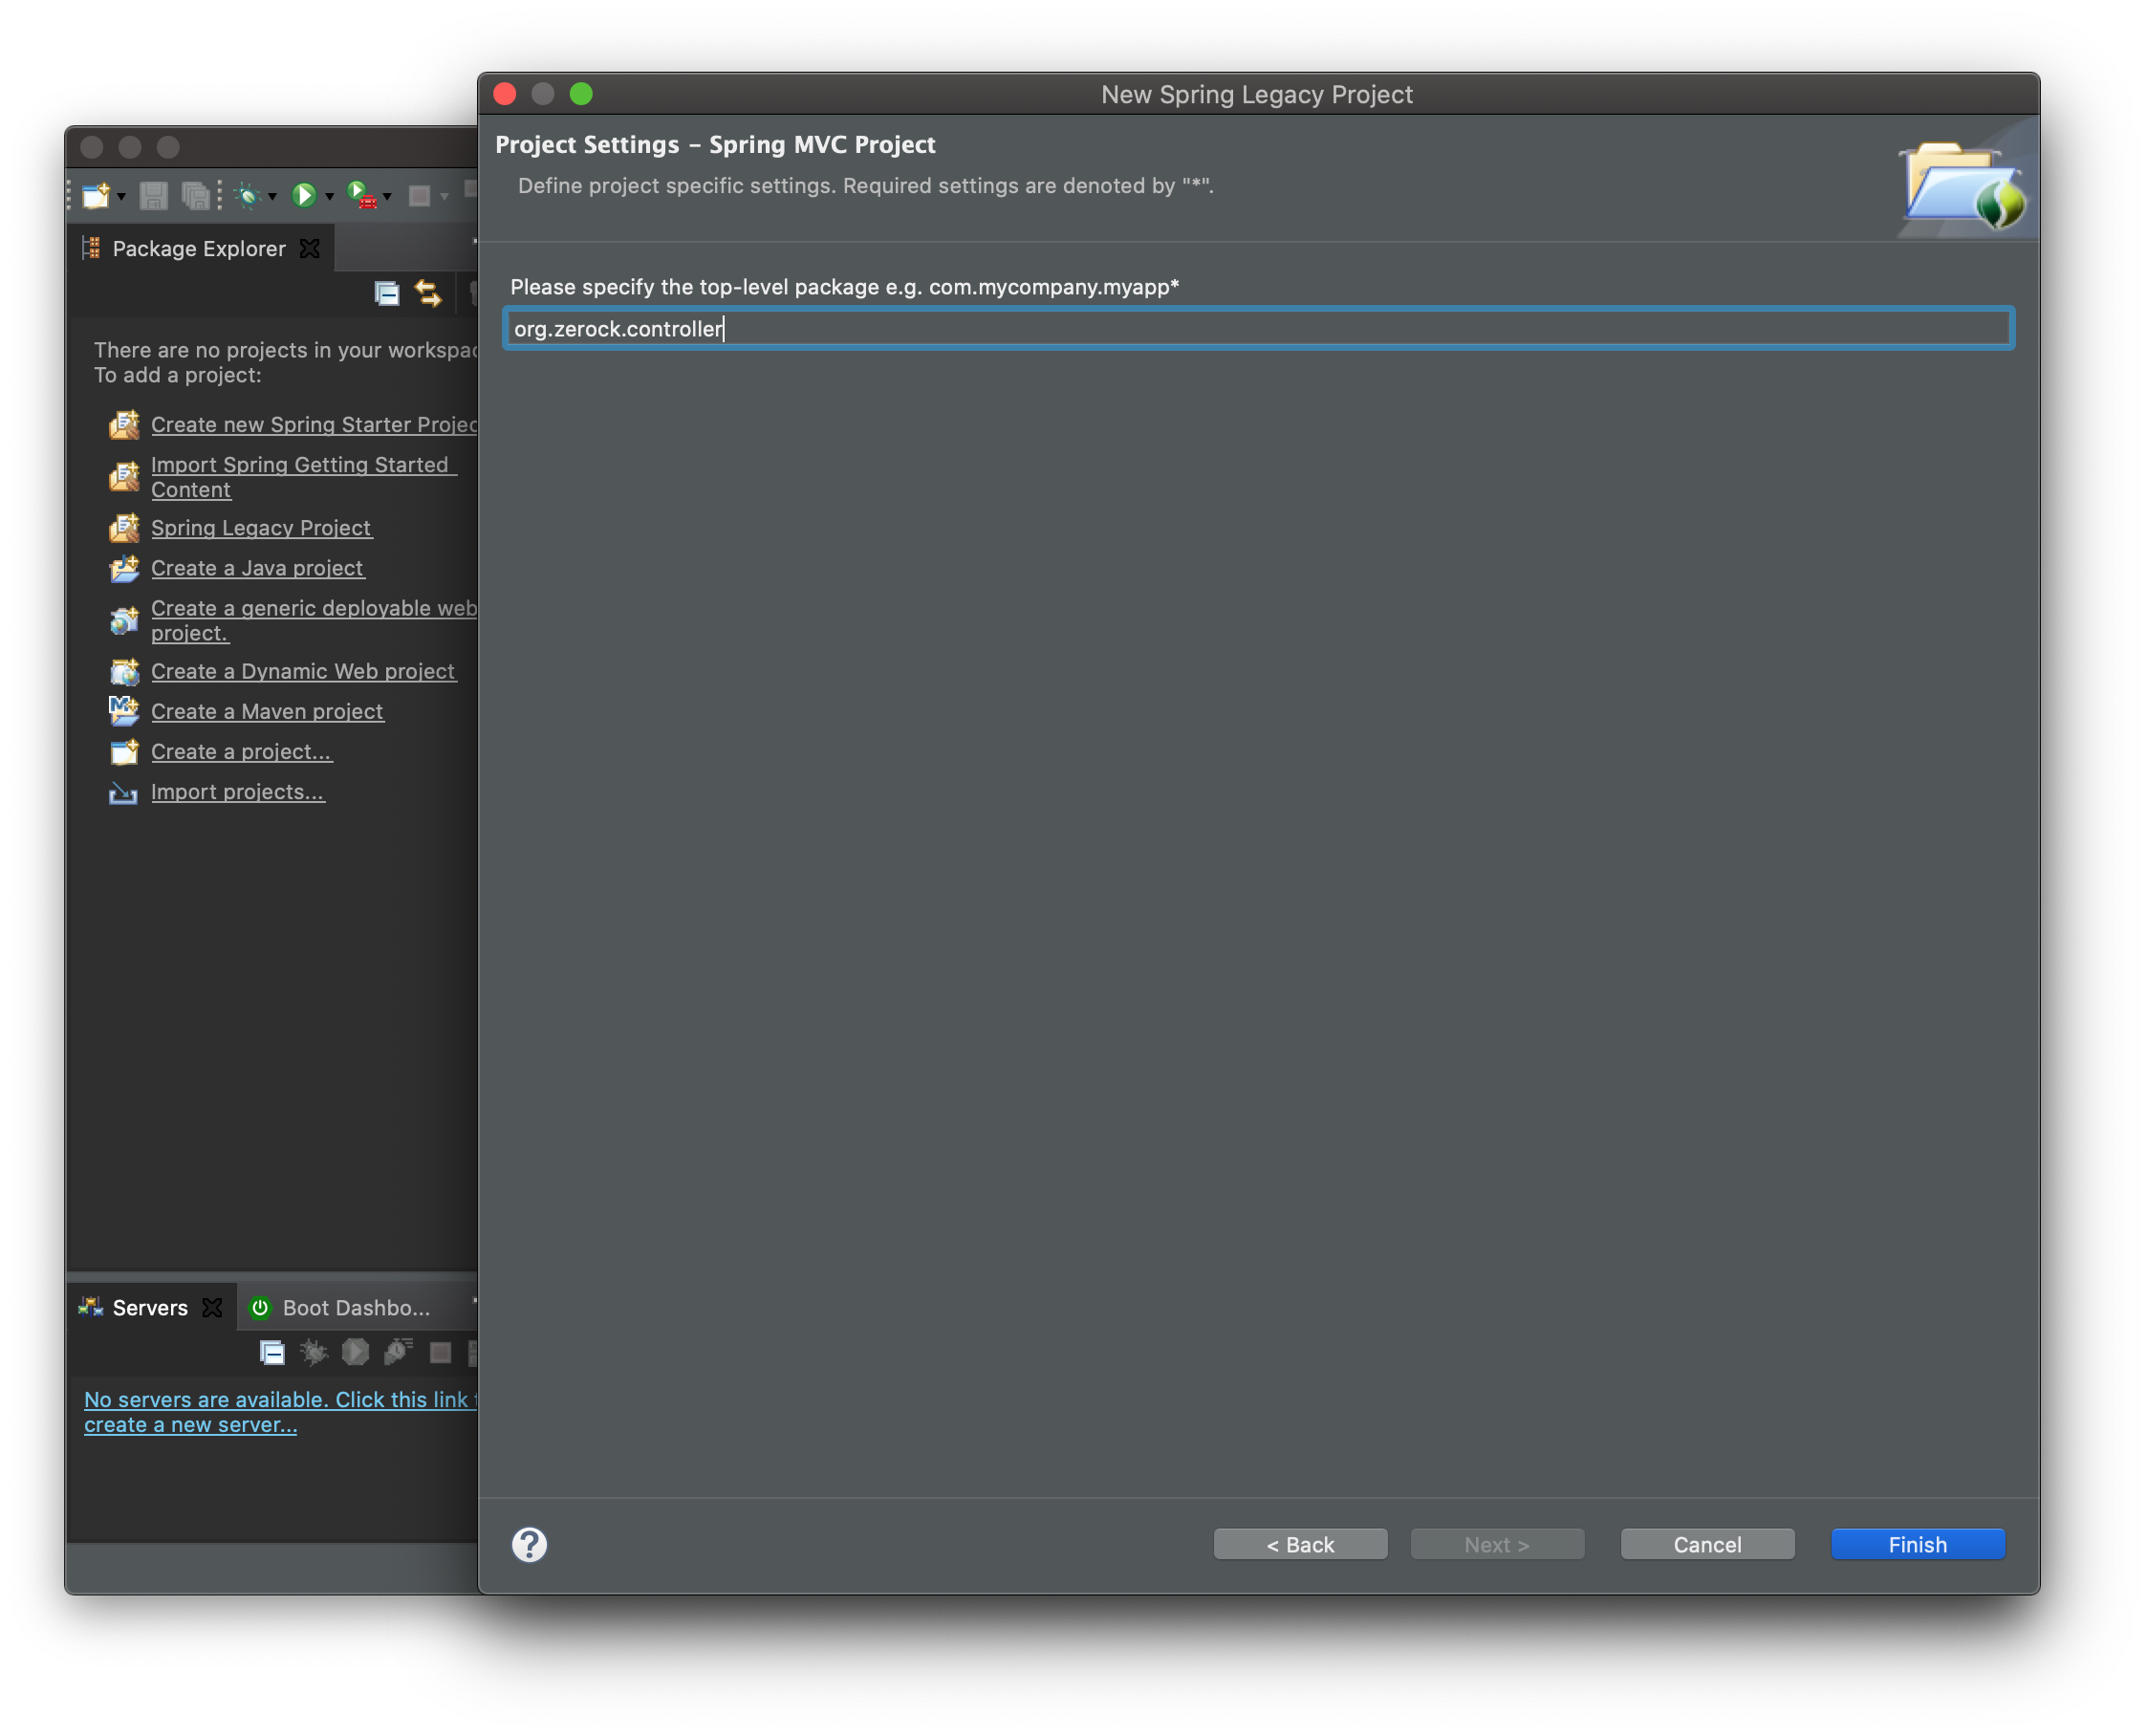 New Spring Legacy Project
Project Settings – Spring MVC Project
Define project specific settings. Required settings are denoted by "*".
Please specify the top-level package e.g. com.mycompany.myapp*
org.zerock.controller
< Back
Next >
Cancel
Finish
Package Explorer
There are no projects in your
To add a project:
Create new Spring Starter
Import Spring Getting Started
Content
Spring Legacy Project
Create a Java project
Create a generic deployable web
project.
Create a Dynamic Web project
Create a Maven project
Create a project...
Import projects...
Servers
Boot Dashbo...
No servers are available. Click this link
create a new server...